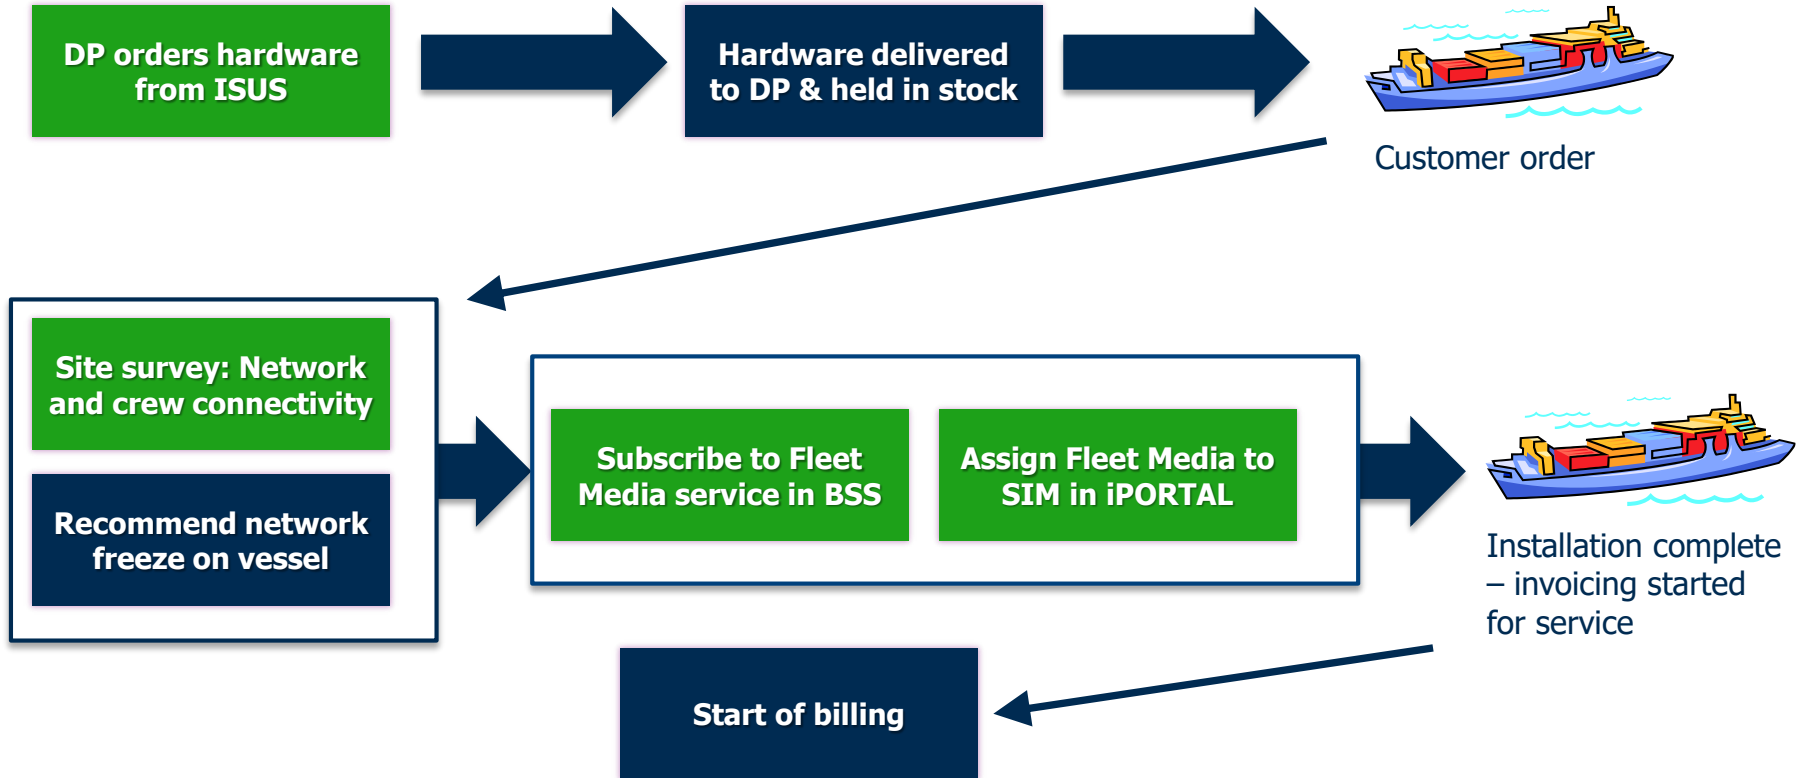 DP orders hardware
from ISUS
Hardware delivered
to DP & held in stock
Customer order
Site survey: Network
and crew connectivity
Recommend network
freeze on vessel
Subscribe to Fleet
Media service in BSS
Assign Fleet Media to
SIM in iPORTAL
Installation complete
– invoicing started
for service
Start of billing